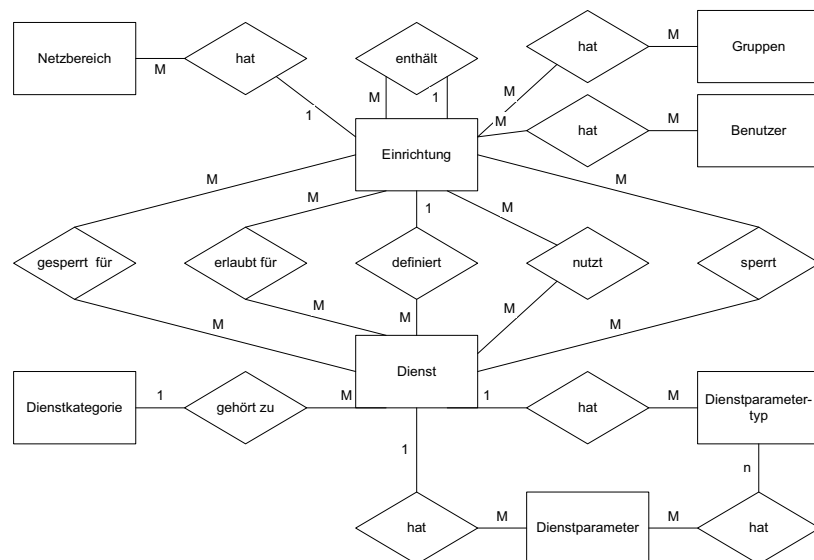 Netzbereich
M
hat
1
enthält
M
1
hat
M
M
Gruppen
hat
M
M
Benutzer
Einrichtung
M
M
1
M
M
gesperrt für
erlaubt für
definiert
nutzt
sperrt
M
M
M
M
M
Dienst
Dienstkategorie
1
gehört zu
M
1
hat
M
Dienstparameter-
typ
1
n
hat
M
Dienstparameter
M
hat